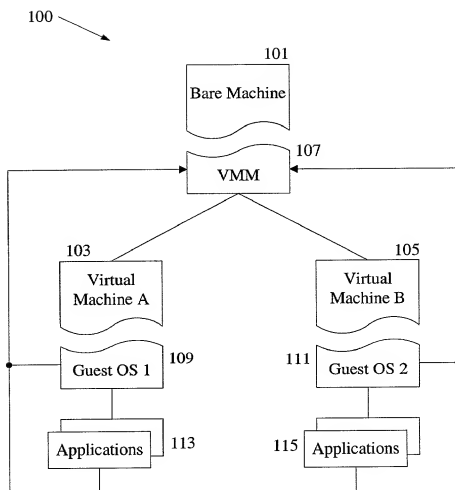 100
101
Bare Machine
107
VMM
103
105
Virtual
Machine A
Virtual
Machine B
Guest OS 1
109
111
Guest OS 2
Applications
113
115
Applications